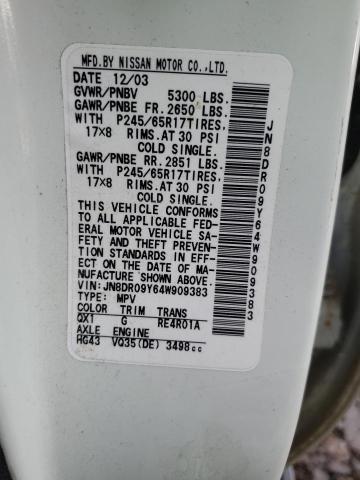 MFD.BY NISSAN MOTOR CO.,LTD.
DATE 12/03
GVWR/PNBV 5300 LBS.
GAWR/PNBE FR. 2650 LBS.
WITH P245/65R17TIRES,
17x8 RIMS.AT 30 PSI
COLD SINGLE.
GAWR/PNBE RR. 2851 LBS.
WITH P245/65R17TIRES,
17x8 RIMS.AT 30 PSI
COLD SINGLE.
THIS VEHICLE CONFORMS
TO ALL APPLICABLE FED-
ERAL MOTOR VEHICLE SA-
FETY AND THEFT PREVEN-
TION STANDARDS IN EFF-
ECT ON THE DATE OF MA-
NUFACTURE SHOWN ABOVE.
VIN: JN8DR09Y64W909383
TYPE: MPV
COLOR TRIM TRANS
QX1 G RE4R01A
AXLE ENGINE
HG43 VQ35(DE) 3498cc
JN8DR09Y64W909383